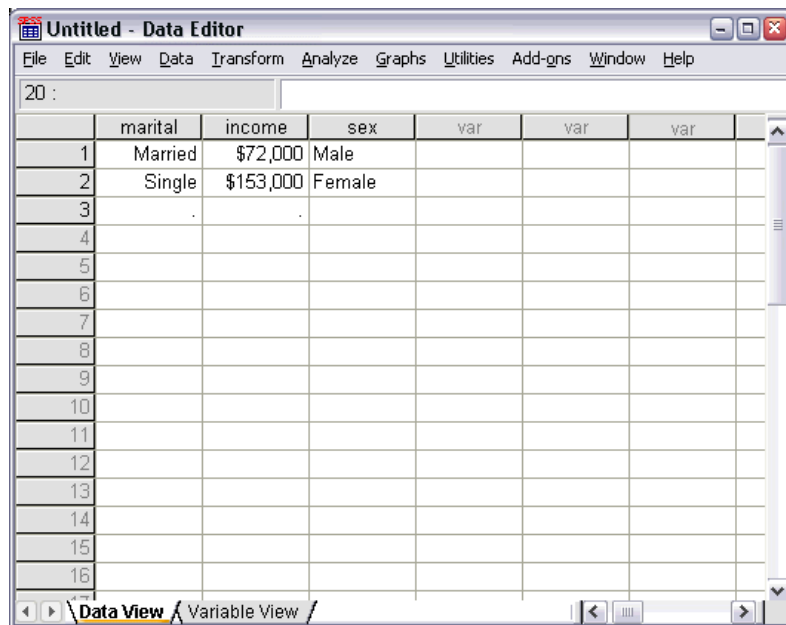 Untitled - Data Editor
File Edit View Data Transform Analyze Graphs Utilities Add-ons Window Help
20 :
marital income sex var var var
1 Married $72,000 Male
2 Single $153,000 Female
3 . .
4
5
6
7
8
9
10
11
12
13
14
15
16
Data View Variable View